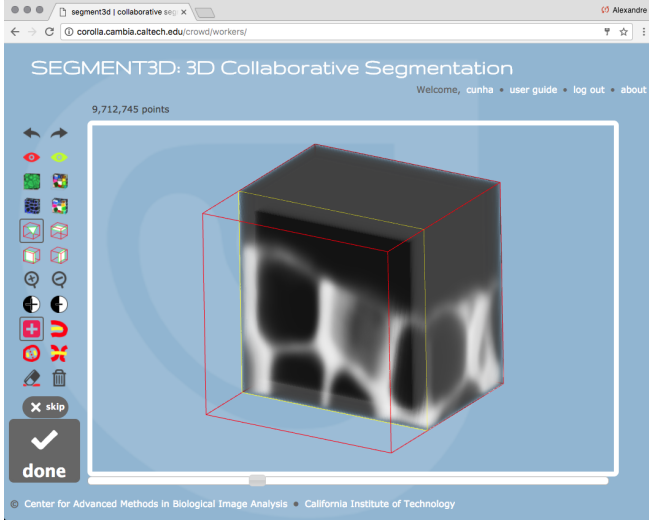 segment3d | collaborative seg
Alexandre
corolla.cambia.caltech.edu/crowd/workers/
SEGMENT3D: 3D Collaborative Segmentation
Welcome, cunha • user guide • log out • about
9,712,745 points
skip
done
© Center for Advanced Methods in Biological Image Analysis • California Institute of Technology